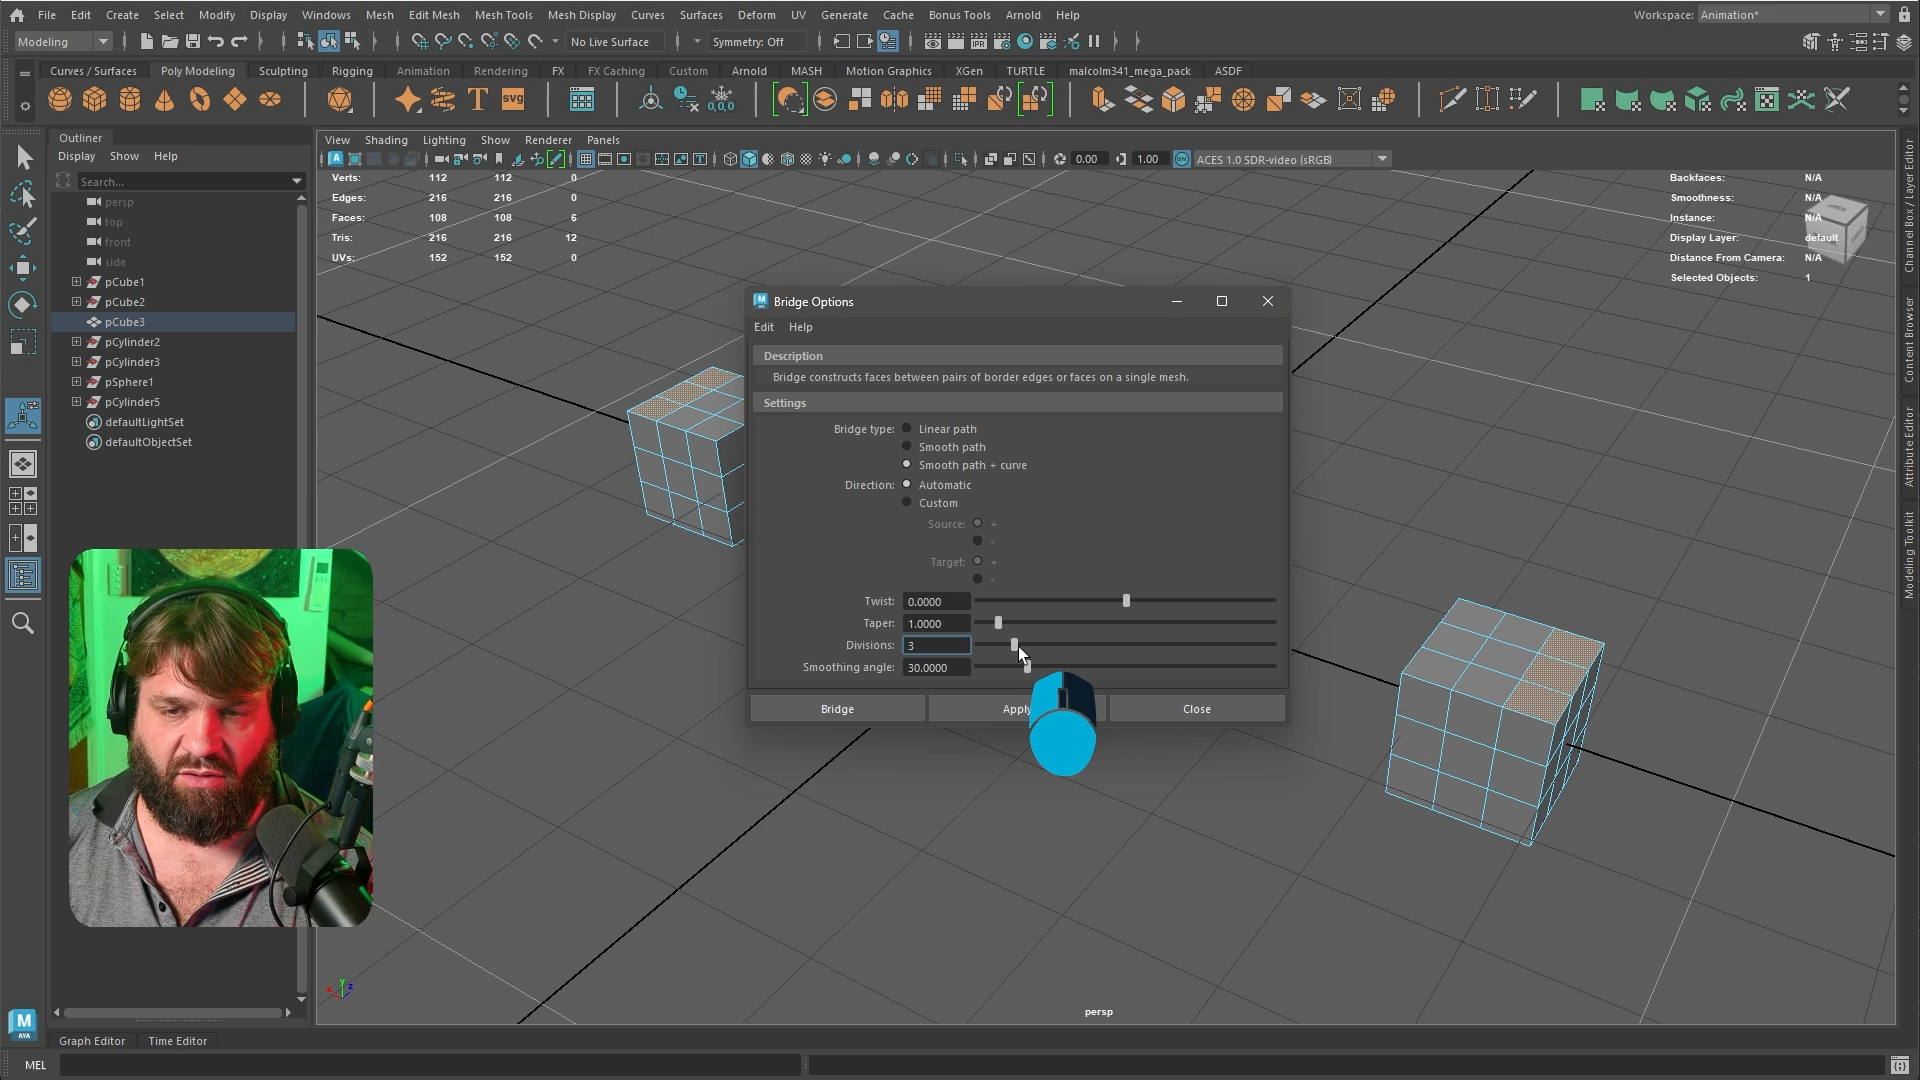 File Edit Create Select Modify Display Windows Mesh Edit Mesh Mesh Tools Mesh Display Curves Surfaces Deform UV Generate Cache Bonus Tools Arnold Help Workspace: Animation*
Modeling No Live Surface Symmetry: Off
IPR
Curves / Surfaces Poly Modeling Sculpting Rigging Animation Rendering FX FX Caching Custom Arnold MASH Motion Graphics XGen TURTLE malcolm341_mega_pack ASDF
T SVG 0,0,0
Outliner
Display Show Help
Search...
persp
top
front
side
pCube1
pCube2
pCube3
pCylinder2
pCylinder3
pSphere1
pCylinder5
defaultLightSet
defaultObjectSet
View Shading Lighting Show Renderer Panels
0.00 1.00 ON ACES 1.0 SDR-video (sRGB)
Verts: 112 112 0
Edges: 216 216 0
Faces: 108 108 6
Tris: 216 216 12
UVs: 152 152 0
Backfaces: N/A
Smoothness: N/A
Instance: N/A
Display Layer: default
Distance From Camera: N/A
Selected Objects: 1
Bridge Options
Edit Help
Description
Bridge constructs faces between pairs of border edges or faces on a single mesh.
Settings
Bridge type: Linear path
Smooth path
Smooth path + curve
Direction: Automatic
Custom
Source: +
-
Target: +
-
Twist: 0.0000
Taper: 1.0000
Divisions: 3
Smoothing angle: 30.0000
Bridge Apply Close
Channel Box / Layer Editor
Content Browser
Attribute Editor
Modeling Toolkit
x y z
persp
M
AYA
Graph Editor Time Editor
MEL